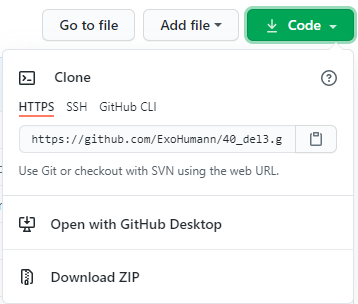 Go to file Add file Code
Clone
HTTPS SSH GitHub CLI
https://github.com/ExoHumann/40_del3.g
Use Git or checkout with SVN using the web URL.
Open with GitHub Desktop
Download ZIP